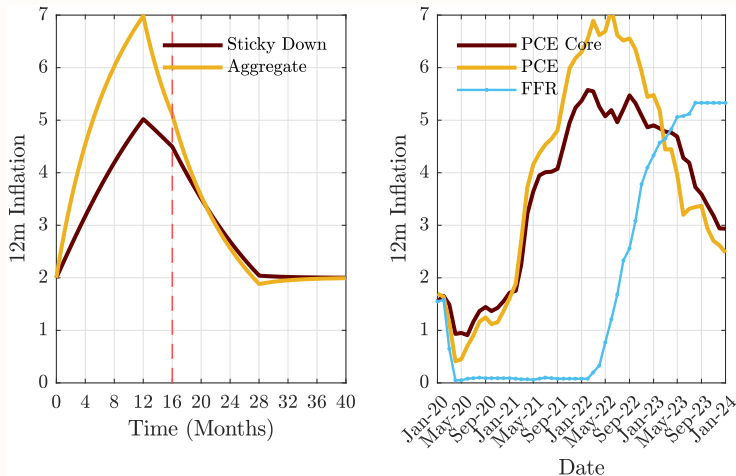 12m Inflation
7
6
5
4
3
2
1
0
Sticky Down
Aggregate
0 4 8 12 16 20 24 28 32 36 40
Time (Months)
12m Inflation
7
6
5
4
3
2
1
0
PCE Core
PCE
FFR
Jan-20 May-20 Sep-20 Jan-21 May-21 Sep-21 Jan-22 May-22 Sep-22 Jan-23 May-23 Sep-23 Jan-24
Date